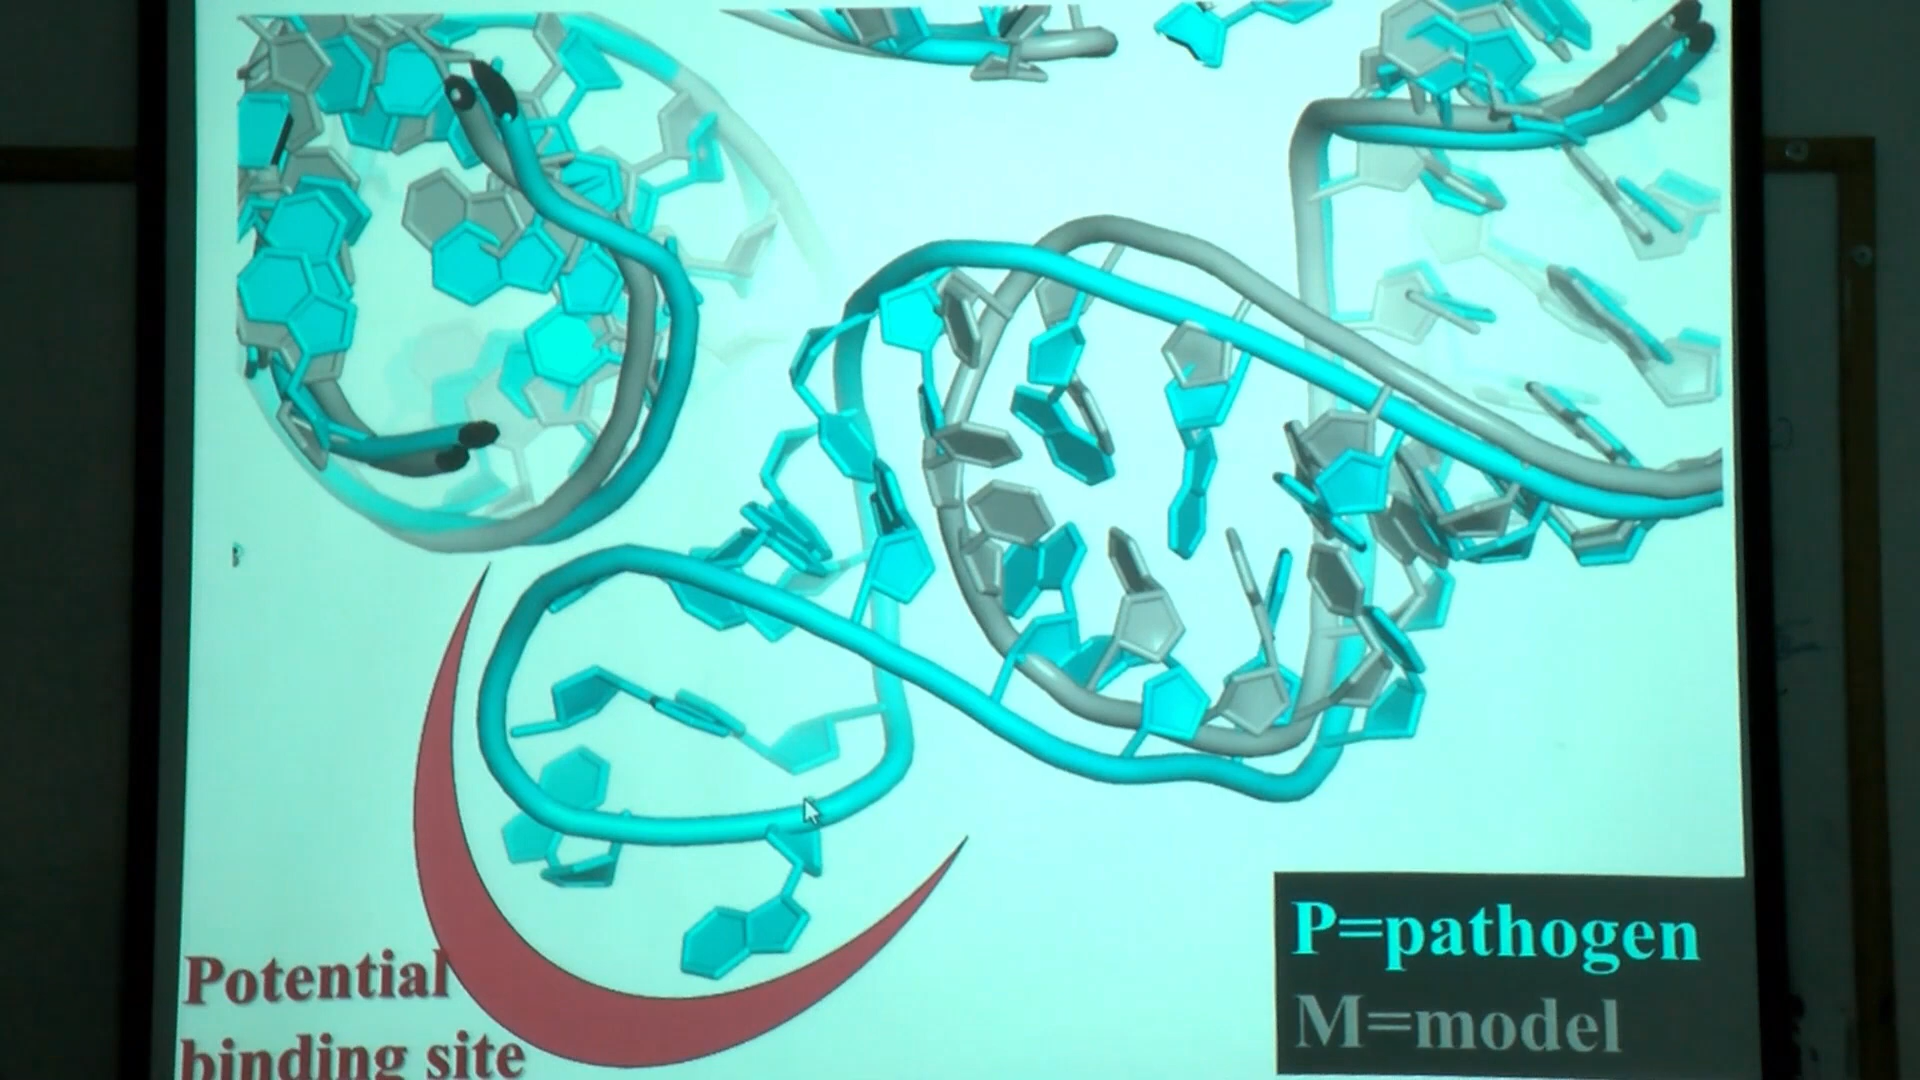 Potential
binding site
P=pathogen
M=model